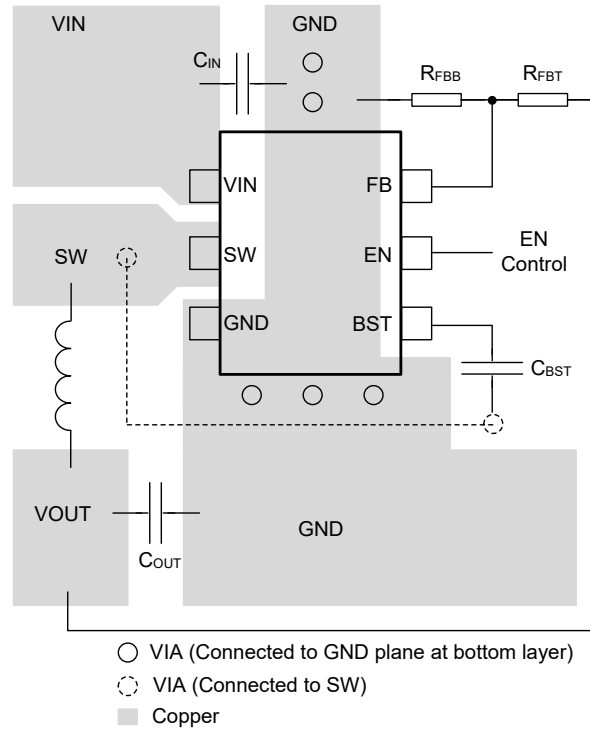 VIN
GND
CIN
RFBB
RFBT
VIN
FB
SW
SW
EN
EN
Control
GND
BST
CBST
VOUT
COUT
GND
VIA (Connected to GND plane at bottom layer)
VIA (Connected to SW)
Copper